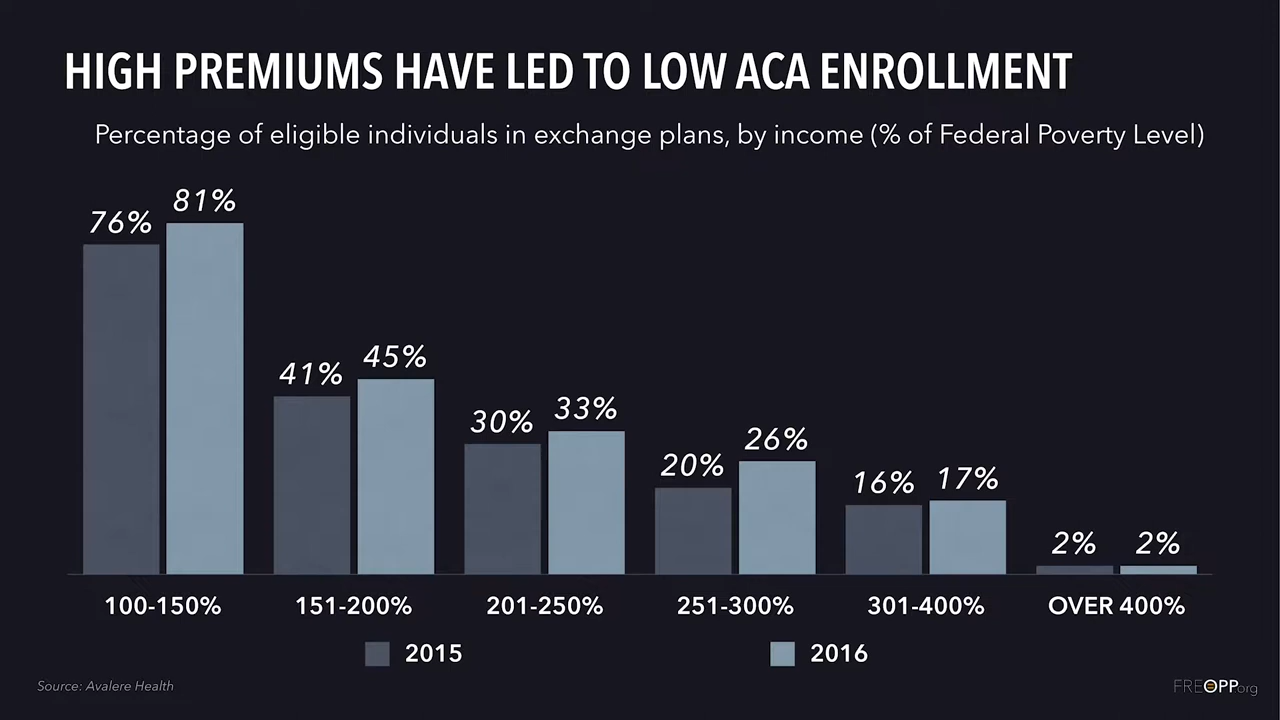 HIGH PREMIUMS HAVE LED TO LOW ACA ENROLLMENT
Percentage of eligible individuals in exchange plans, by income (% of Federal Poverty Level)
76% 81% 41% 45% 30% 33% 20% 26% 16% 17% 2% 2%
100-150% 151-200% 201-250% 251-300% 301-400% OVER 400%
2015 2016
Source: Avalere Health
FREOPP.org